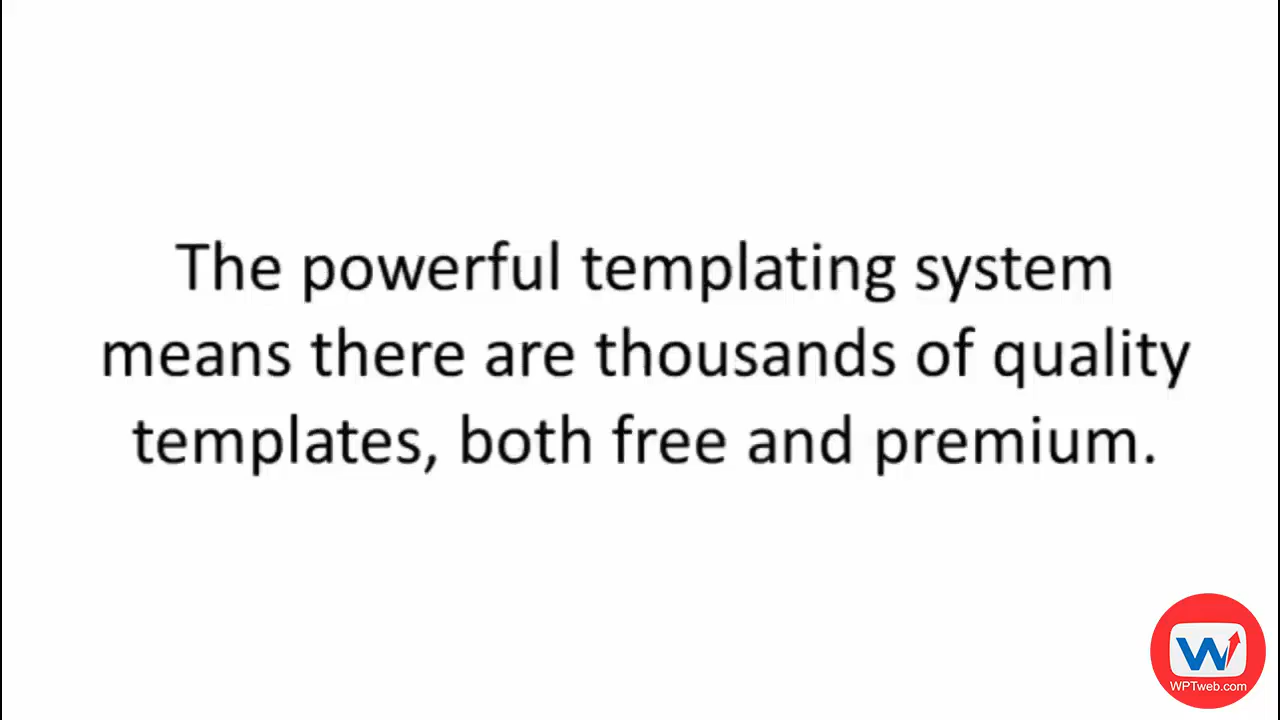 The powerful templating system
means there are thousands of quality
templates, both free and premium.
W
WPTweb.com